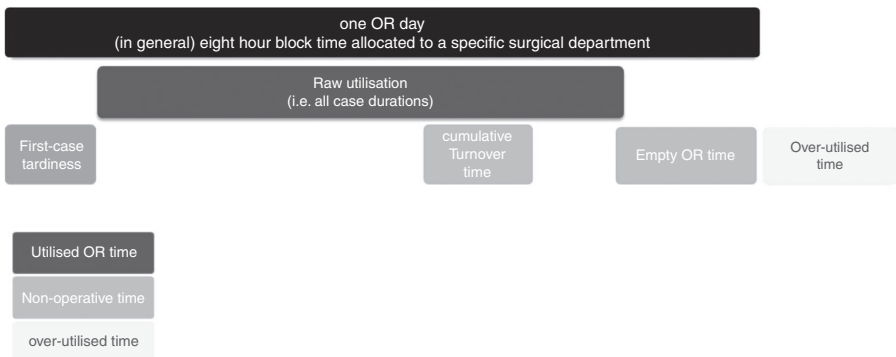 one OR day
(in general) eight hour block time allocated to a specific surgical department
Raw utilisation
(i.e. all case durations)
First-case
tardiness
cumulative
Turnover
time
Empty OR time
Over-utilised
time
Utilised OR time
Non-operative time
over-utilised time